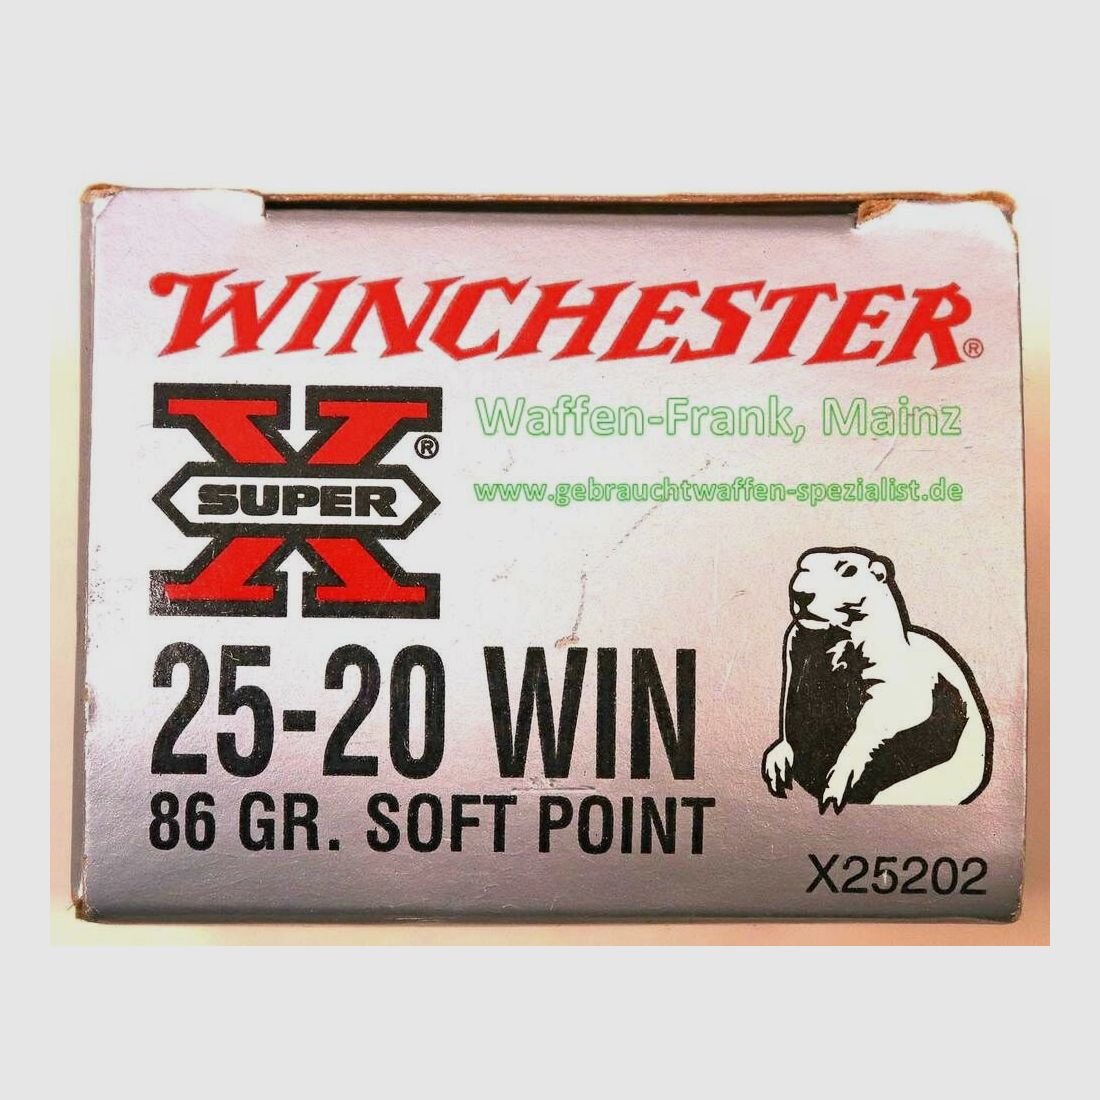 WINCHESTER®
X®
SUPER
Waffen-Frank, Mainz
www.gebrauchtwaffen-spezialist.de
25-20 WIN
86 GR. SOFT POINT
X25202